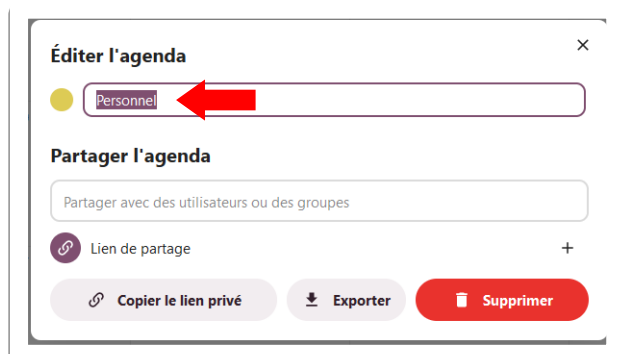 Éditer l'agenda
Personnel
Partager l'agenda
Partager avec des utilisateurs ou des groupes
Lien de partage
Copier le lien privé
Exporter
Supprimer